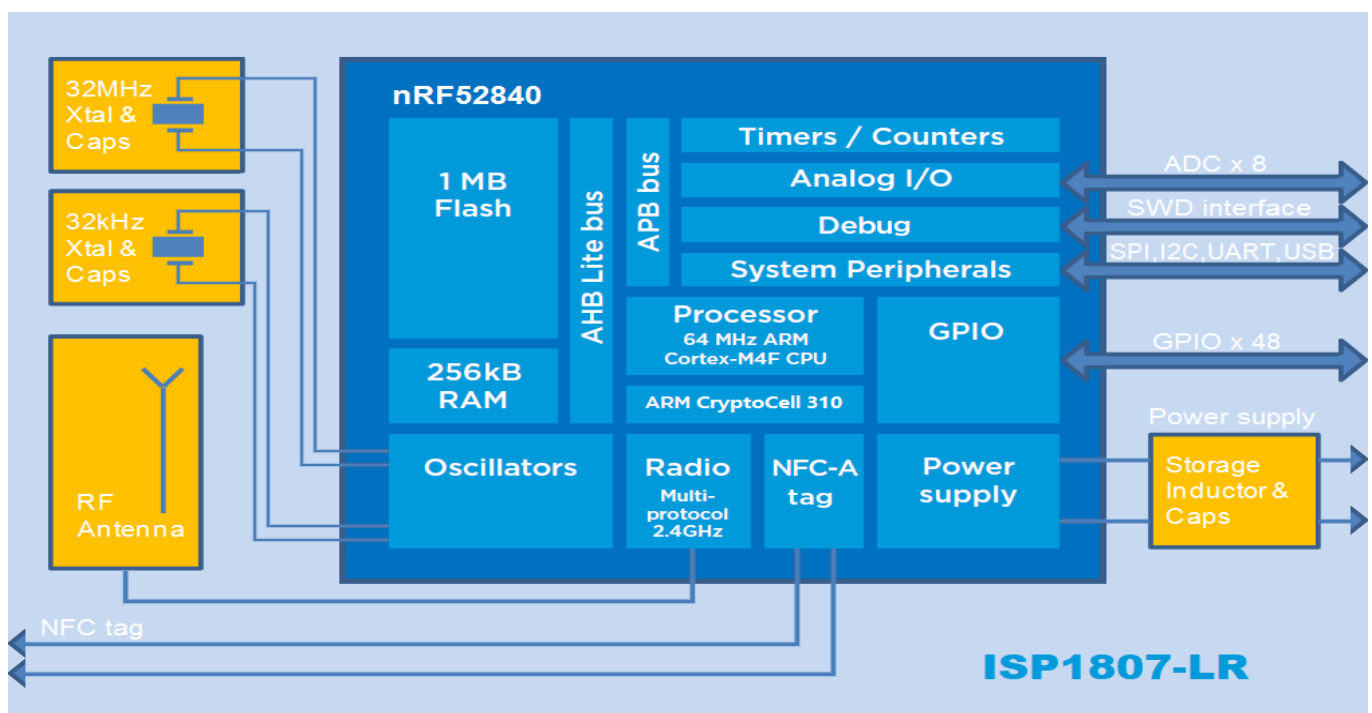 32MHz
Xtal &
Caps
32kHz
Xtal &
Caps
RF
Antenna
NFC tag
nRF52840
1 MB
Flash
256kB
RAM
AHB Lite bus
APB bus
Timers / Counters
Analog I/O
Debug
System Peripherals
Processor
64 MHz ARM
Cortex-M4F CPU
ARM CryptoCell 310
GPIO
Oscillators
Radio
Multi-
protocol
2.4GHz
NFC-A
tag
Power
supply
ADC x 8
SWD interface
SPI,I2C,UART,USB
GPIO x 48
Power supply
Storage
Inductor &
Caps
ISP1807-LR